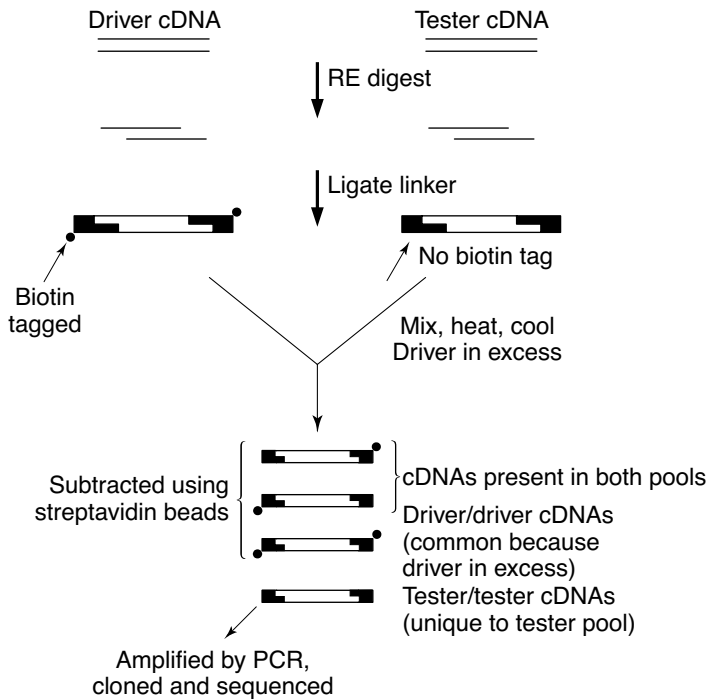 Driver cDNA
Tester cDNA
RE digest
Ligate linker
No biotin tag
Biotin
tagged
Mix, heat, cool
Driver in excess
Subtracted using
streptavidin beads
cDNAs present in both pools
Driver/driver cDNAs
(common because
driver in excess)
Tester/tester cDNAs
(unique to tester pool)
Amplified by PCR,
cloned and sequenced